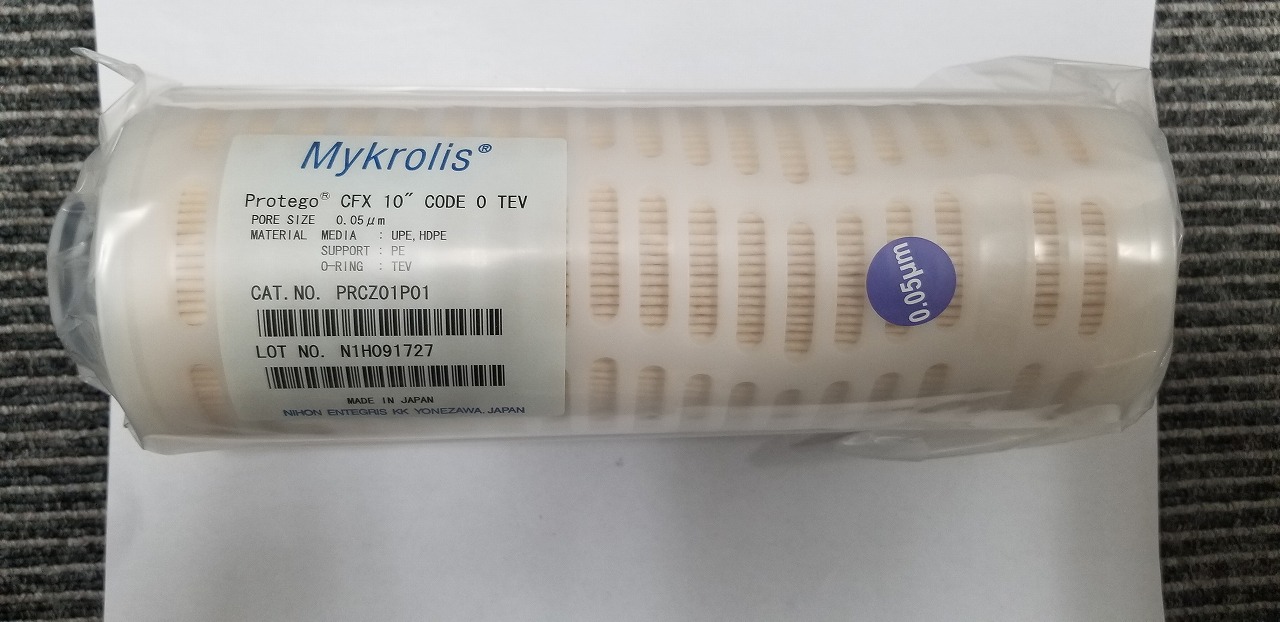 Mykrolis®
Protego® CFX 10″ CODE 0 TEV
PORE SIZE 0.05μm
MATERIAL MEDIA : UPE,HDPE
SUPPORT : PE
O-RING : TEV
CAT.NO. PRCZ01P01
LOT NO. N1H091727
MADE IN JAPAN
NIHON ENTEGRIS KK YONEZAWA. JAPAN
0.05μm